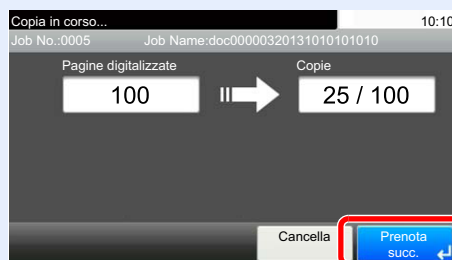 Copia in corso... 10:10
Job No.:0005 Job Name:doc00000320131010101010
Pagine digitalizzate Copie
100 25 / 100
Cancella Prenota
succ.